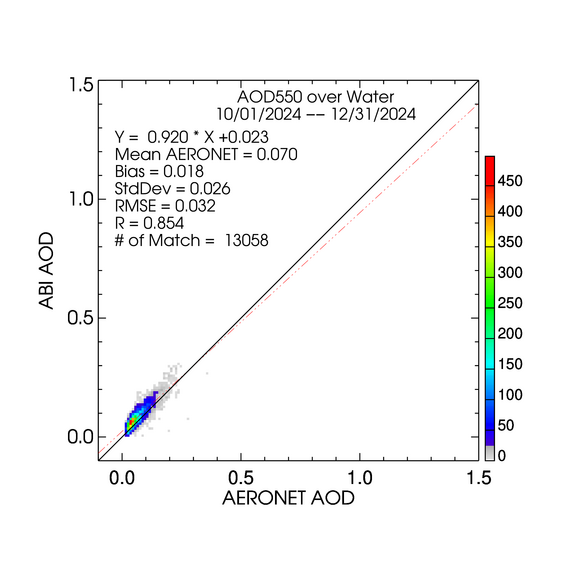 AOD550 over Water
10/01/2024 -- 12/31/2024
Y = 0.920 * X +0.023
Mean AERONET = 0.070
Bias = 0.018
StdDev = 0.026
RMSE = 0.032
R = 0.854
# of Match = 13058
1.5
1.0
0.5
0.0
ABI AOD
0.0 0.5 1.0 1.5
AERONET AOD
450
400
350
300
250
200
150
100
50
0